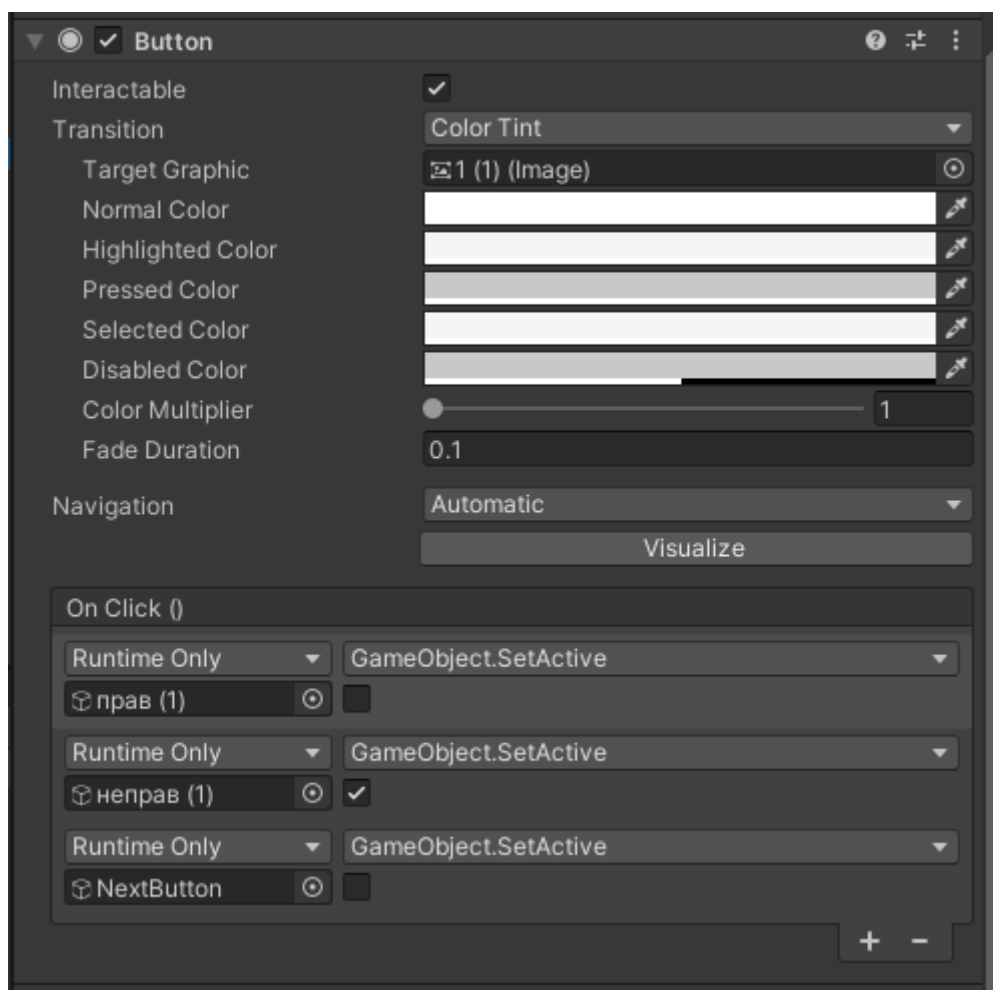 Button
Interactable
Transition Color Tint
Target Graphic 1 (1) (Image)
Normal Color
Highlighted Color
Pressed Color
Selected Color
Disabled Color
Color Multiplier 1
Fade Duration 0.1
Navigation Automatic
Visualize
On Click ()
Runtime Only GameObject.SetActive
прав (1)
Runtime Only GameObject.SetActive
неправ (1)
Runtime Only GameObject.SetActive
NextButton